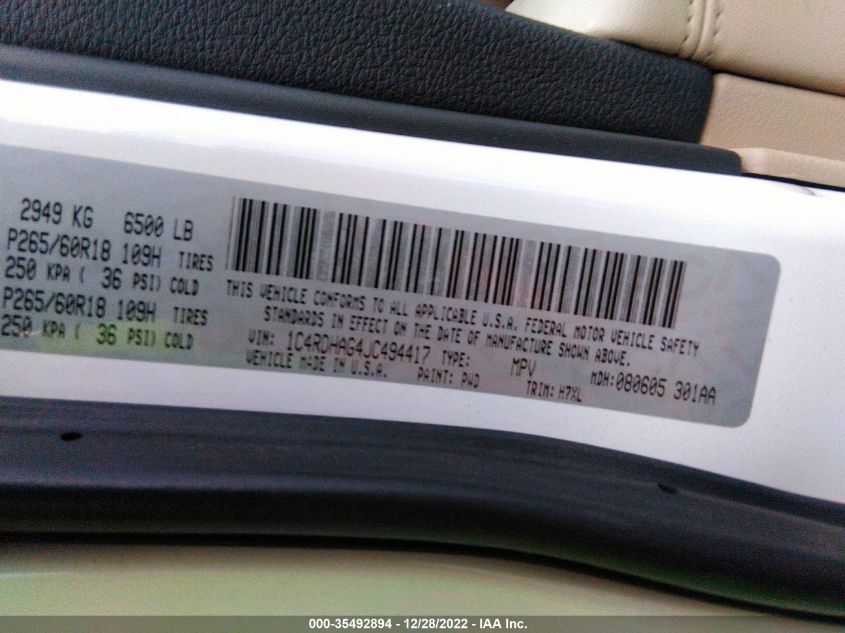 2949 KG 6500 LB
P265/60R18 109H TIRES
250 KPA ( 36 PSI) COLD
P265/60R18 109H TIRES
250 KPA ( 36 PSI) COLD
THIS VEHICLE CONFORMS TO ALL APPLICABLE U.S.A. FEDERAL MOTOR VEHICLE SAFETY
STANDARDS IN EFFECT ON THE DATE OF MANUFACTURE SHOWN ABOVE.
VIN: 1C4RDHAG4JC494417 TYPE: MPV MDH:080605 301AA
VEHICLE MADE IN U.S.A. PAINT: PWD TRIM: H7XL
000-35492894 - 12/28/2022 - IAA Inc.